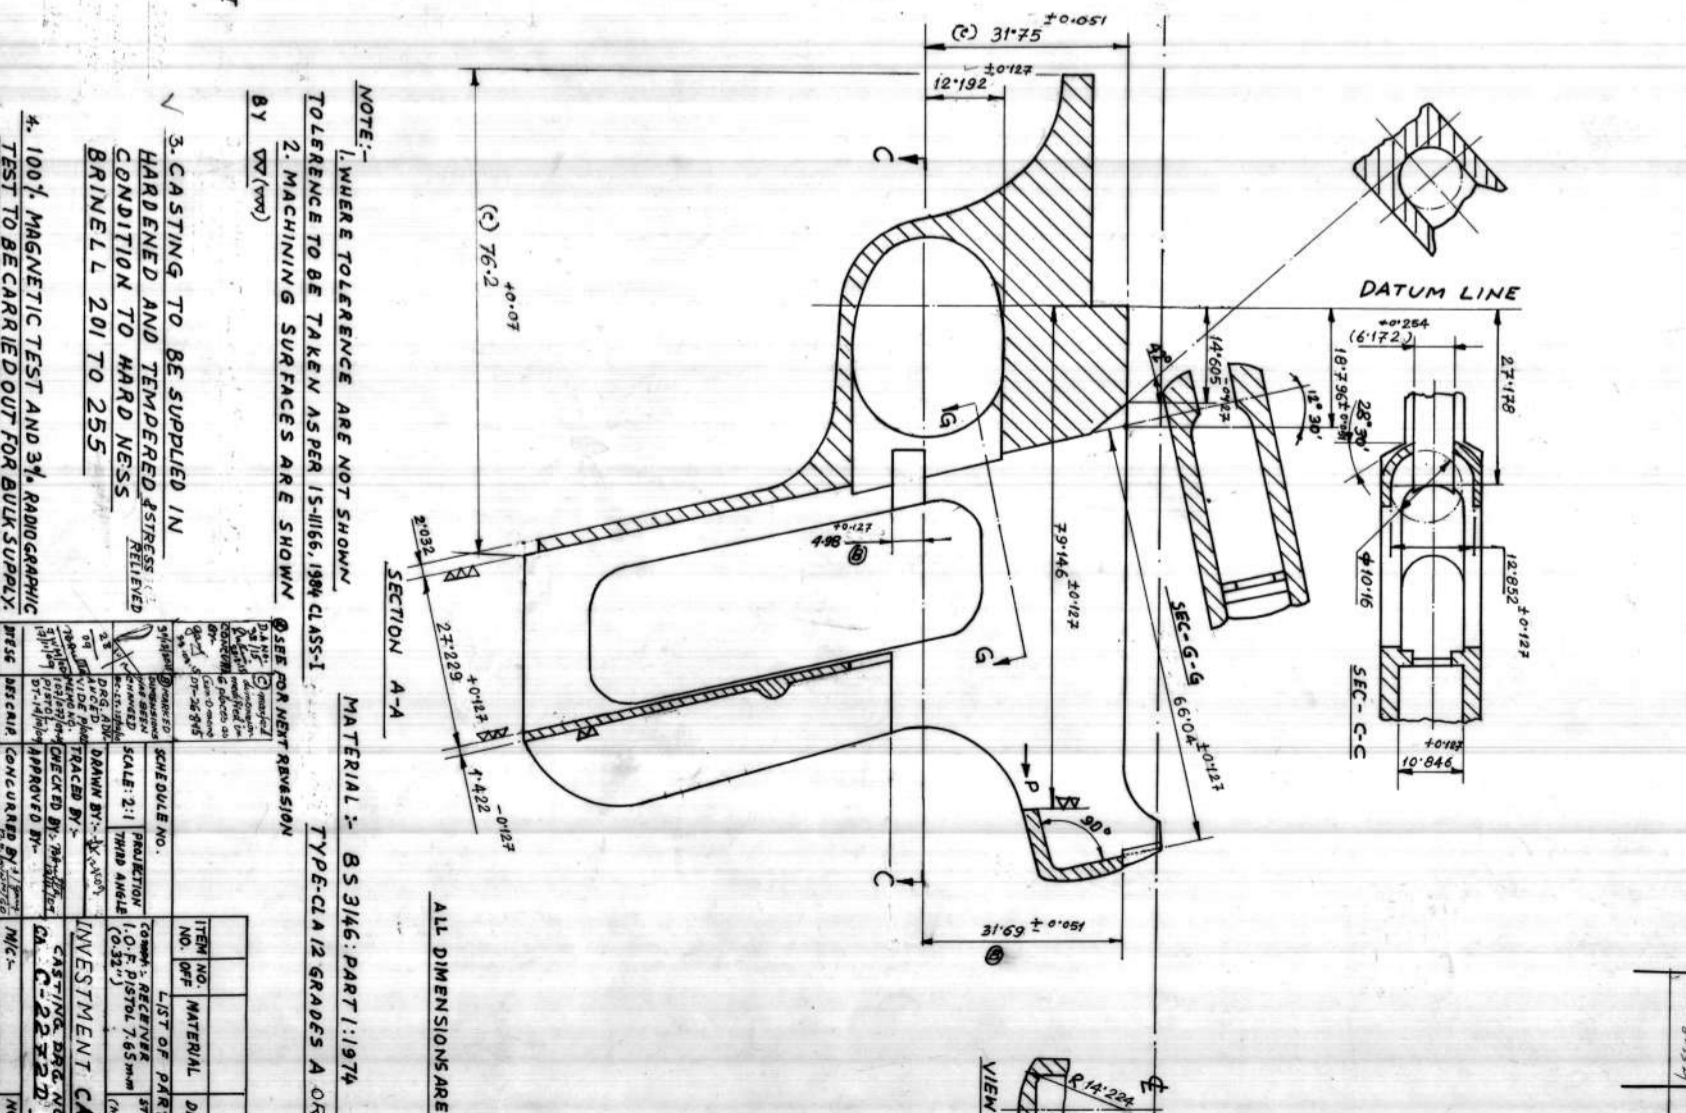 (C) 31.75 ±0.051
12.192 ±0.127
C
(C) 76.2 +0.07
DATUM LINE
(6.172) +0.254
27.178
14.605 -0.127
18.796
12° 30'
28° 30'
12.852 ±0.127
ϕ10.16
SEC-C-C
10.846 +0.127
G
4.98 +0.127
(B)
79.146 ±0.127
SEC-G-G
66.04 ±0.127
G
2.032
27.229 +0.127
1.422 -0.127
SECTION A-A
P
90°
C
31.69 ±0.051
(B)
VIEW
R 14.224
NOTE:-
1. WHERE TOLERENCE ARE NOT SHOWN
TOLERENCE TO BE TAKEN AS PER IS-11166, 1984 CLASS-I
2. MACHINING SURFACES ARE SHOWN
BY ▽▽(▽▽▽)
3. CASTING TO BE SUPPLIED IN
HARDENED AND TEMPDERED & STRESS RELIEVED
CONDITION TO HARD NESS
BRINELL 201 TO 255
4. 100% MAGNETIC TEST AND 3% RADIOGRAPHIC
TEST TO BE CARRIED OUT FOR BULK SUPPLY.
ALL DIMENSIONS ARE
MATERIAL :- BS 3146: PART 1:1974
TYPE-CLA 12 GRADES A OR
SEE FOR NEXT REVESION
DESCRIP.
SCHEDULE NO.
SCALE: 2:1
PROJECTION
THIRD ANGLE
DRAWN BY:-
TRACED BY:-
CHECKED BY:-
APPROVED BY:-
CONCURRED BY
ITEM NO.
NO. OFF
MATERIAL
LIST OF PAR
COMPN:- RECEIVER
I.O.F. PISTOL 7.65 m.m
(0.32")
INVESTMENT CA
CASTING DRG NO
C-2272D
M/C:-